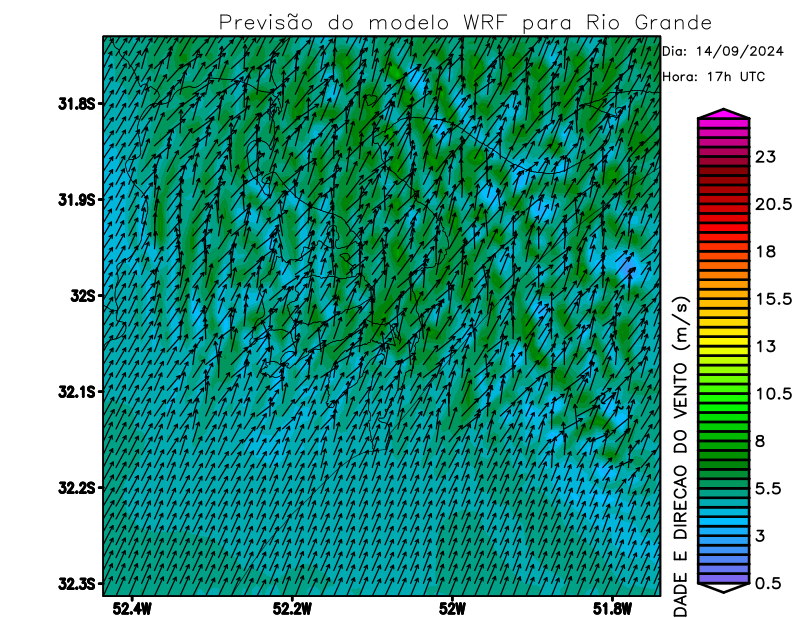 Previsão do modelo WRF para Rio Grande
Dia: 14/09/2024
Hora: 17h UTC
31.8S
31.9S
32S
32.1S
32.2S
32.3S
52.4W
52.2W
52W
51.8W
23
20.5
18
15.5
13
10.5
8
5.5
3
0.5
DADE E DIRECAO DO VENTO (m/s)